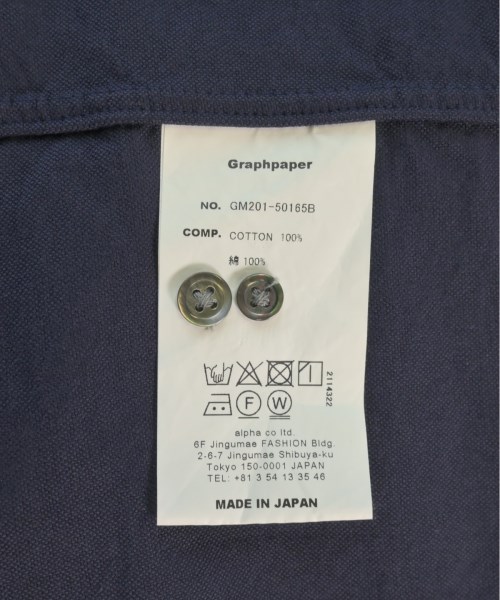 Graphpaper
NO. GM201-50165B
COMP. COTTON 100%
綿 100%
2114322
F W
alpha co ltd.
6F Jingumae FASHION Bldg.
2-6-7 Jingumae Shibuya-ku
Tokyo 150-0001 JAPAN
TEL: +81 3 54 13 35 46
MADE IN JAPAN